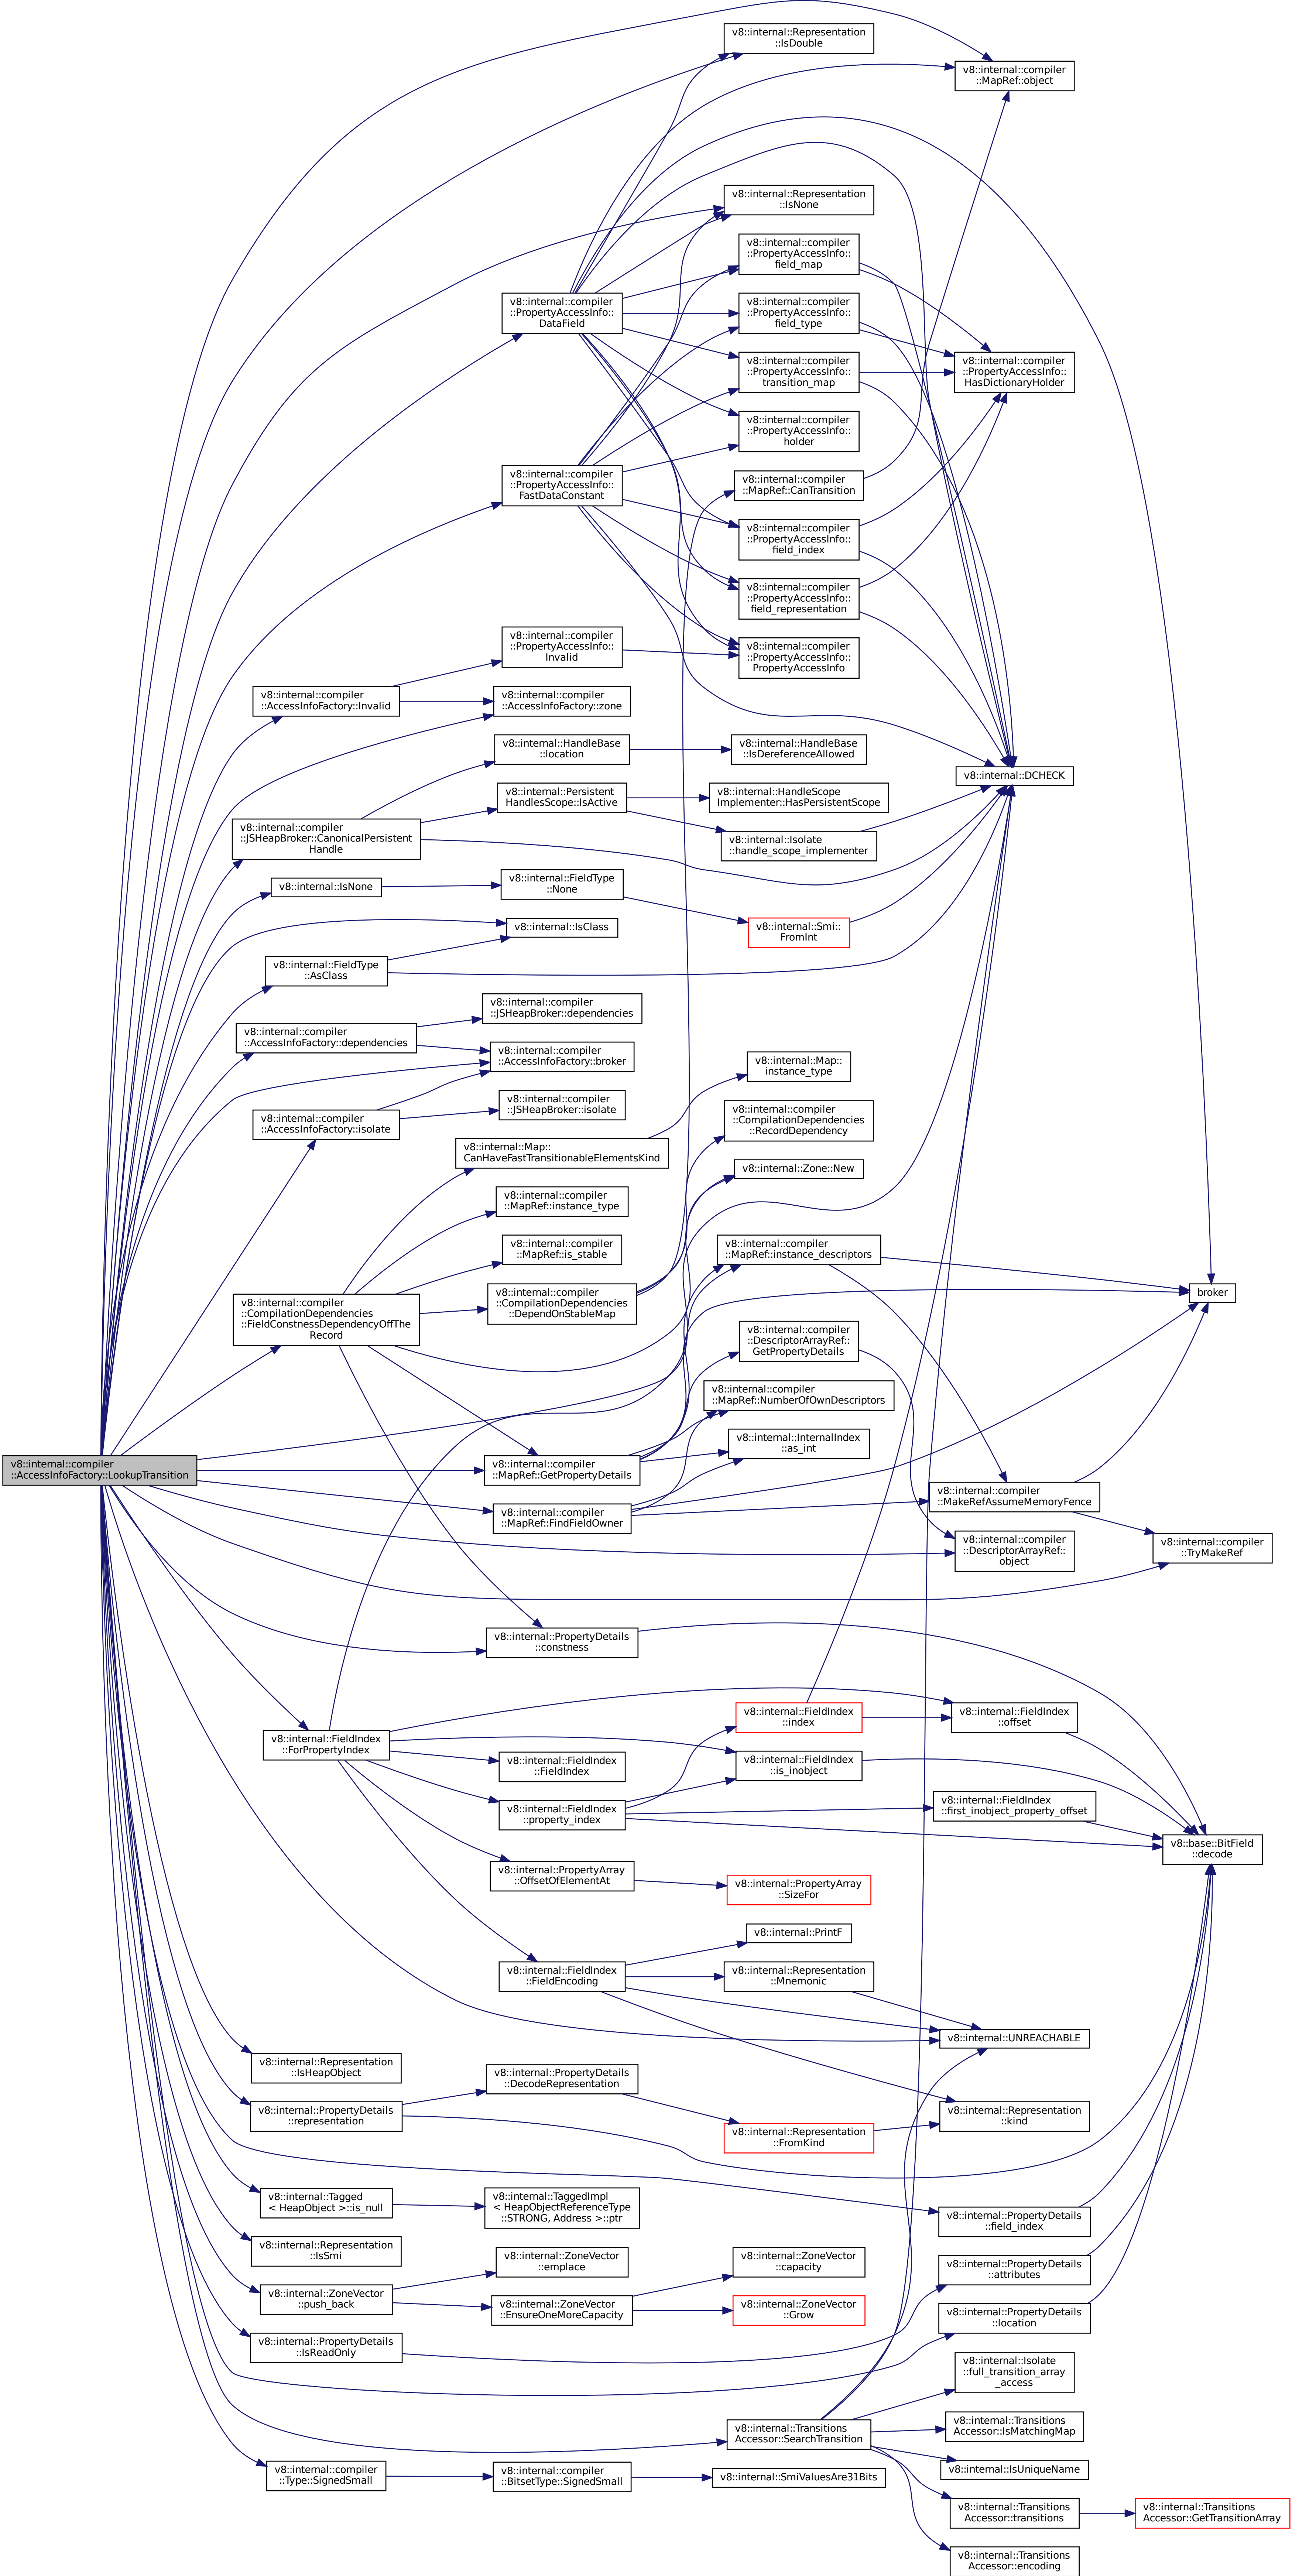 v8::internal::Representation
::IsDouble
v8::internal::compiler
::MapRef::object
v8::internal::Representation
::IsNone
v8::internal::compiler
::PropertyAccessInfo::
field_map
v8::internal::compiler
::PropertyAccessInfo::
DataField
v8::internal::compiler
::PropertyAccessInfo::
field_type
v8::internal::compiler
::PropertyAccessInfo::
transition_map
v8::internal::compiler
::PropertyAccessInfo::
HasDictionaryHolder
v8::internal::compiler
::PropertyAccessInfo::
holder
v8::internal::compiler
::PropertyAccessInfo::
FastDataConstant
v8::internal::compiler
::MapRef::CanTransition
v8::internal::compiler
::PropertyAccessInfo::
field_index
v8::internal::compiler
::PropertyAccessInfo::
field_representation
v8::internal::compiler
::PropertyAccessInfo::
Invalid
v8::internal::compiler
::PropertyAccessInfo::
PropertyAccessInfo
v8::internal::compiler
::AccessInfoFactory::Invalid
v8::internal::compiler
::AccessInfoFactory::zone
v8::internal::HandleBase
::location
v8::internal::HandleBase
::IsDereferenceAllowed
v8::internal::DCHECK
v8::internal::Persistent
HandlesScope::IsActive
v8::internal::HandleScope
Implementer::HasPersistentScope
v8::internal::compiler
::JSHeapBroker::CanonicalPersistent
Handle
v8::internal::Isolate
::handle_scope_implementer
v8::internal::IsNone
v8::internal::FieldType
::None
v8::internal::IsClass
v8::internal::Smi::
FromInt
v8::internal::FieldType
::AsClass
v8::internal::compiler
::JSHeapBroker::dependencies
v8::internal::compiler
::AccessInfoFactory::dependencies
v8::internal::compiler
::AccessInfoFactory::broker
v8::internal::Map::
instance_type
v8::internal::compiler
::JSHeapBroker::isolate
v8::internal::compiler
::AccessInfoFactory::isolate
v8::internal::compiler
::CompilationDependencies
::RecordDependency
v8::internal::Map::
CanHaveFastTransitionableElementsKind
v8::internal::Zone::New
v8::internal::compiler
::MapRef::instance_type
v8::internal::compiler
::MapRef::is_stable
v8::internal::compiler
::MapRef::instance_descriptors
v8::internal::compiler
::CompilationDependencies
::DependOnStableMap
broker
v8::internal::compiler
::CompilationDependencies
::FieldConstnessDependencyOffThe
Record
v8::internal::compiler
::DescriptorArrayRef::
GetPropertyDetails
v8::internal::compiler
::MapRef::NumberOfOwnDescriptors
v8::internal::InternalIndex
::as_int
v8::internal::compiler
::AccessInfoFactory::LookupTransition
v8::internal::compiler
::MapRef::GetPropertyDetails
v8::internal::compiler
::MakeRefAssumeMemoryFence
v8::internal::compiler
::MapRef::FindFieldOwner
v8::internal::compiler
::DescriptorArrayRef::
object
v8::internal::compiler
::TryMakeRef
v8::internal::PropertyDetails
::constness
v8::internal::FieldIndex
::index
v8::internal::FieldIndex
::offset
v8::internal::FieldIndex
::ForPropertyIndex
v8::internal::FieldIndex
::FieldIndex
v8::internal::FieldIndex
::is_inobject
v8::internal::FieldIndex
::property_index
v8::internal::FieldIndex
::first_inobject_property_offset
v8::base::BitField
::decode
v8::internal::PropertyArray
::OffsetOfElementAt
v8::internal::PropertyArray
::SizeFor
v8::internal::PrintF
v8::internal::FieldIndex
::FieldEncoding
v8::internal::Representation
::Mnemonic
v8::internal::UNREACHABLE
v8::internal::Representation
::IsHeapObject
v8::internal::PropertyDetails
::DecodeRepresentation
v8::internal::PropertyDetails
::representation
v8::internal::Representation
::kind
v8::internal::Representation
::FromKind
v8::internal::Tagged
< HeapObject >::is_null
v8::internal::TaggedImpl
< HeapObjectReferenceType
::STRONG, Address >::ptr
v8::internal::PropertyDetails
::field_index
v8::internal::Representation
::IsSmi
v8::internal::ZoneVector
::emplace
v8::internal::ZoneVector
::capacity
v8::internal::PropertyDetails
::attributes
v8::internal::ZoneVector
::push_back
v8::internal::ZoneVector
::EnsureOneMoreCapacity
v8::internal::ZoneVector
::Grow
v8::internal::PropertyDetails
::location
v8::internal::PropertyDetails
::IsReadOnly
v8::internal::Isolate
::full_transition_array
_access
v8::internal::Transitions
Accessor::SearchTransition
v8::internal::Transitions
Accessor::IsMatchingMap
v8::internal::IsUniqueName
v8::internal::compiler
::Type::SignedSmall
v8::internal::compiler
::BitsetType::SignedSmall
v8::internal::SmiValuesAre31Bits
v8::internal::Transitions
Accessor::transitions
v8::internal::Transitions
Accessor::GetTransitionArray
v8::internal::Transitions
Accessor::encoding